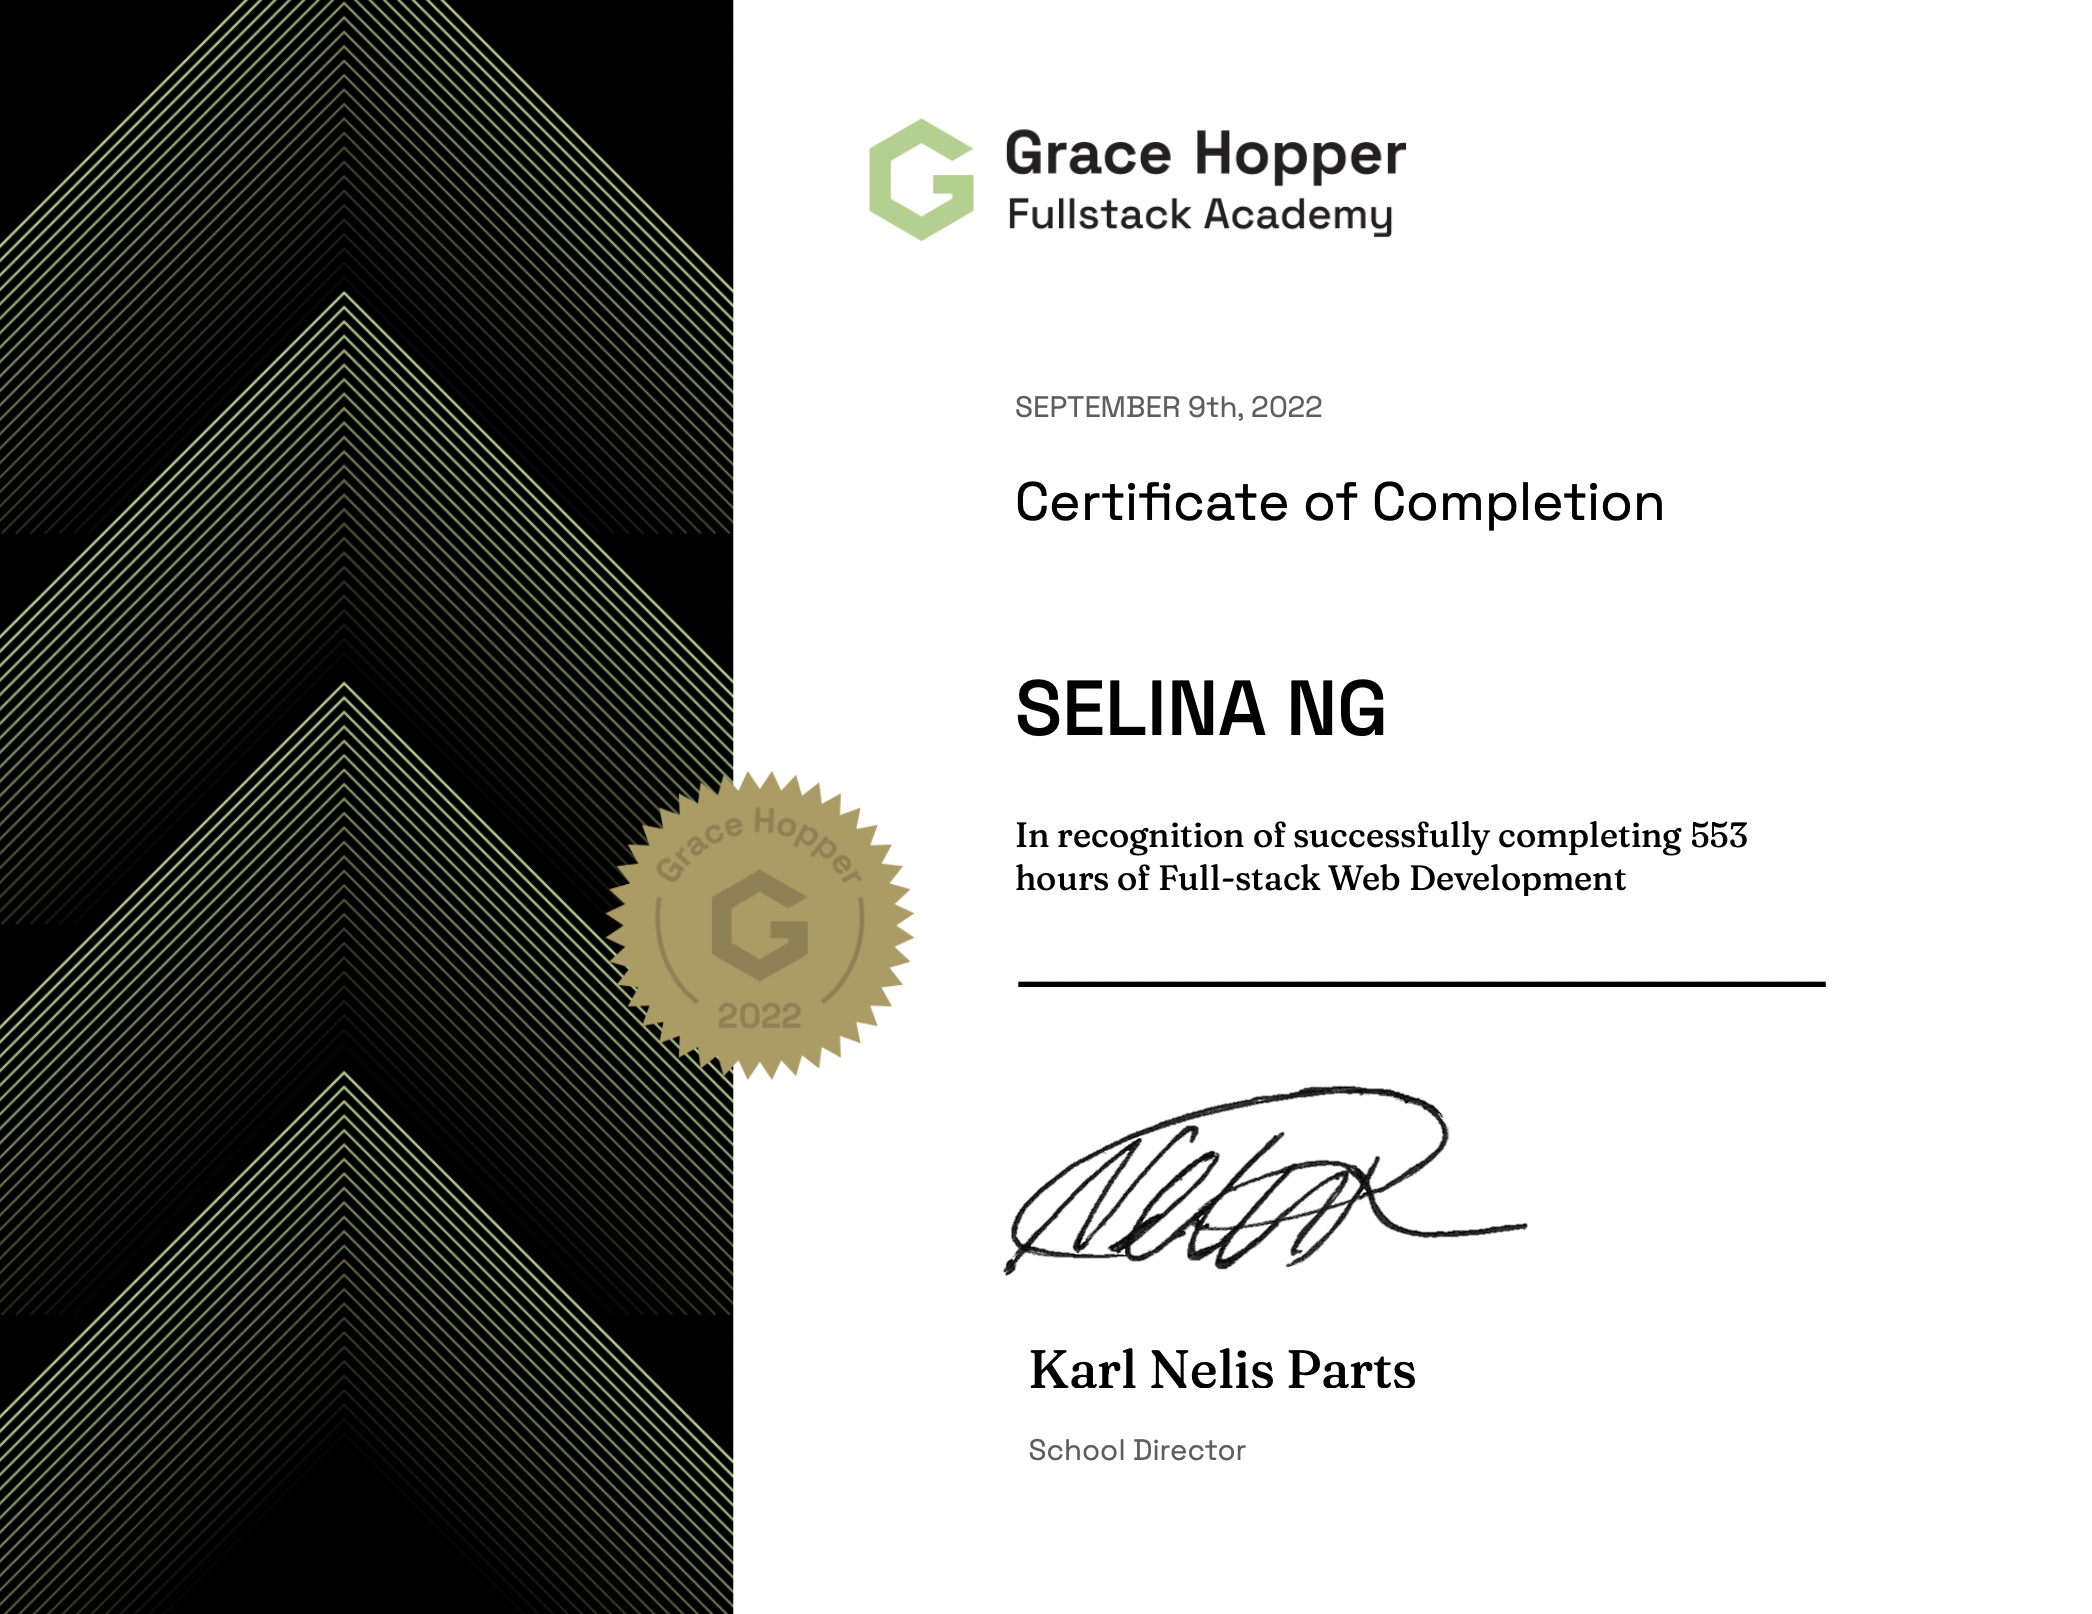 Grace Hopper
Fullstack Academy
SEPTEMBER 9th, 2022
Certificate of Completion
SELINA NG
In recognition of successfully completing 553
hours of Full-stack Web Development
Grace Hopper
G
2022
Karl Nelis Parts
School Director